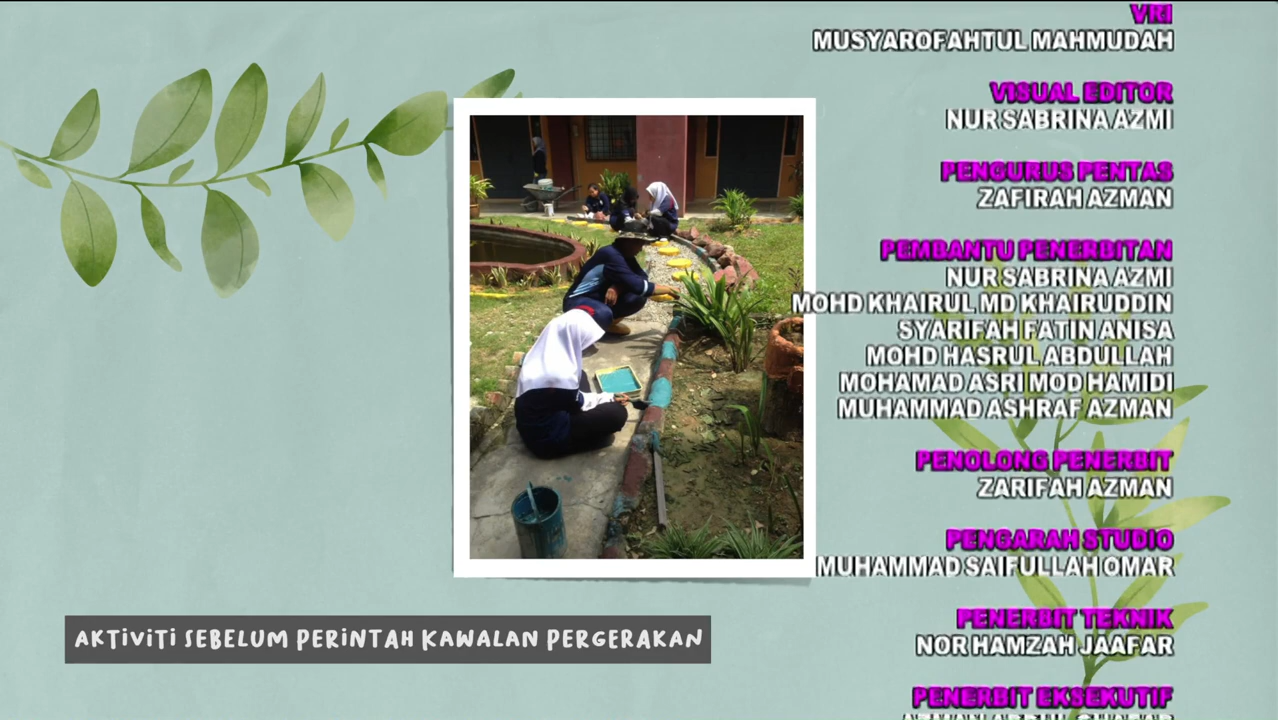 VRI
MUSYAROFAHTUL MAHMUDAH
VISUAL EDITOR
NUR SABRINA AZMI
PENGURUS PENTAS
ZAFIRAH AZMAN
PEMBANTU PENERBITAN
NUR SABRINA AZMI
MOHD KHAIRUL MD KHAIRUDDIN
SYARIFAH FATIN ANISA
MOHD HASRUL ABDULLAH
MOHAMAD ASRI MOD HAMIDI
MUHAMMAD ASHRAF AZMAN
PENOLONG PENERBIT
ZARIFAH AZMAN
PENGARAH STUDIO
MUHAMMAD SAIFULLAH OMAR
PENERBIT TEKNIK
NOR HAMZAH JAAFAR
PENERBIT EKSEKUTIF
AKTIVITI SEBELUM PERINTAH KAWALAN PERGERAKAN